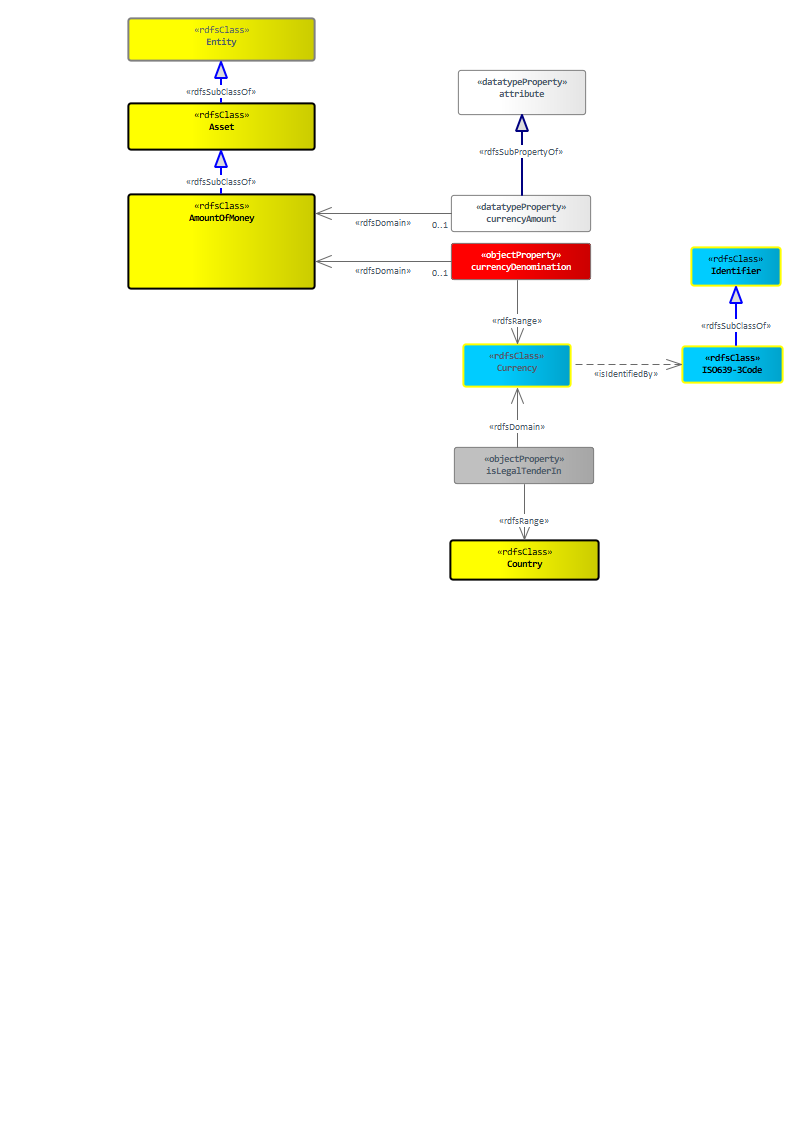 «rdfsClass»
Entity
«rdfsSubClassOf»
«rdfsClass»
Asset
«rdfsSubClassOf»
«rdfsClass»
AmountOfMoney
«datatypeProperty»
attribute
«rdfsSubPropertyOf»
«datatypeProperty»
currencyAmount
«rdfsDomain»
0..1
«objectProperty»
currencyDenomination
«rdfsDomain»
0..1
«rdfsRange»
«rdfsClass»
Identifier
«rdfsSubClassOf»
«rdfsClass»
Currency
«isIdentifiedBy»
«rdfsClass»
ISO639-3Code
«rdfsDomain»
«objectProperty»
isLegalTenderIn
«rdfsRange»
«rdfsClass»
Country